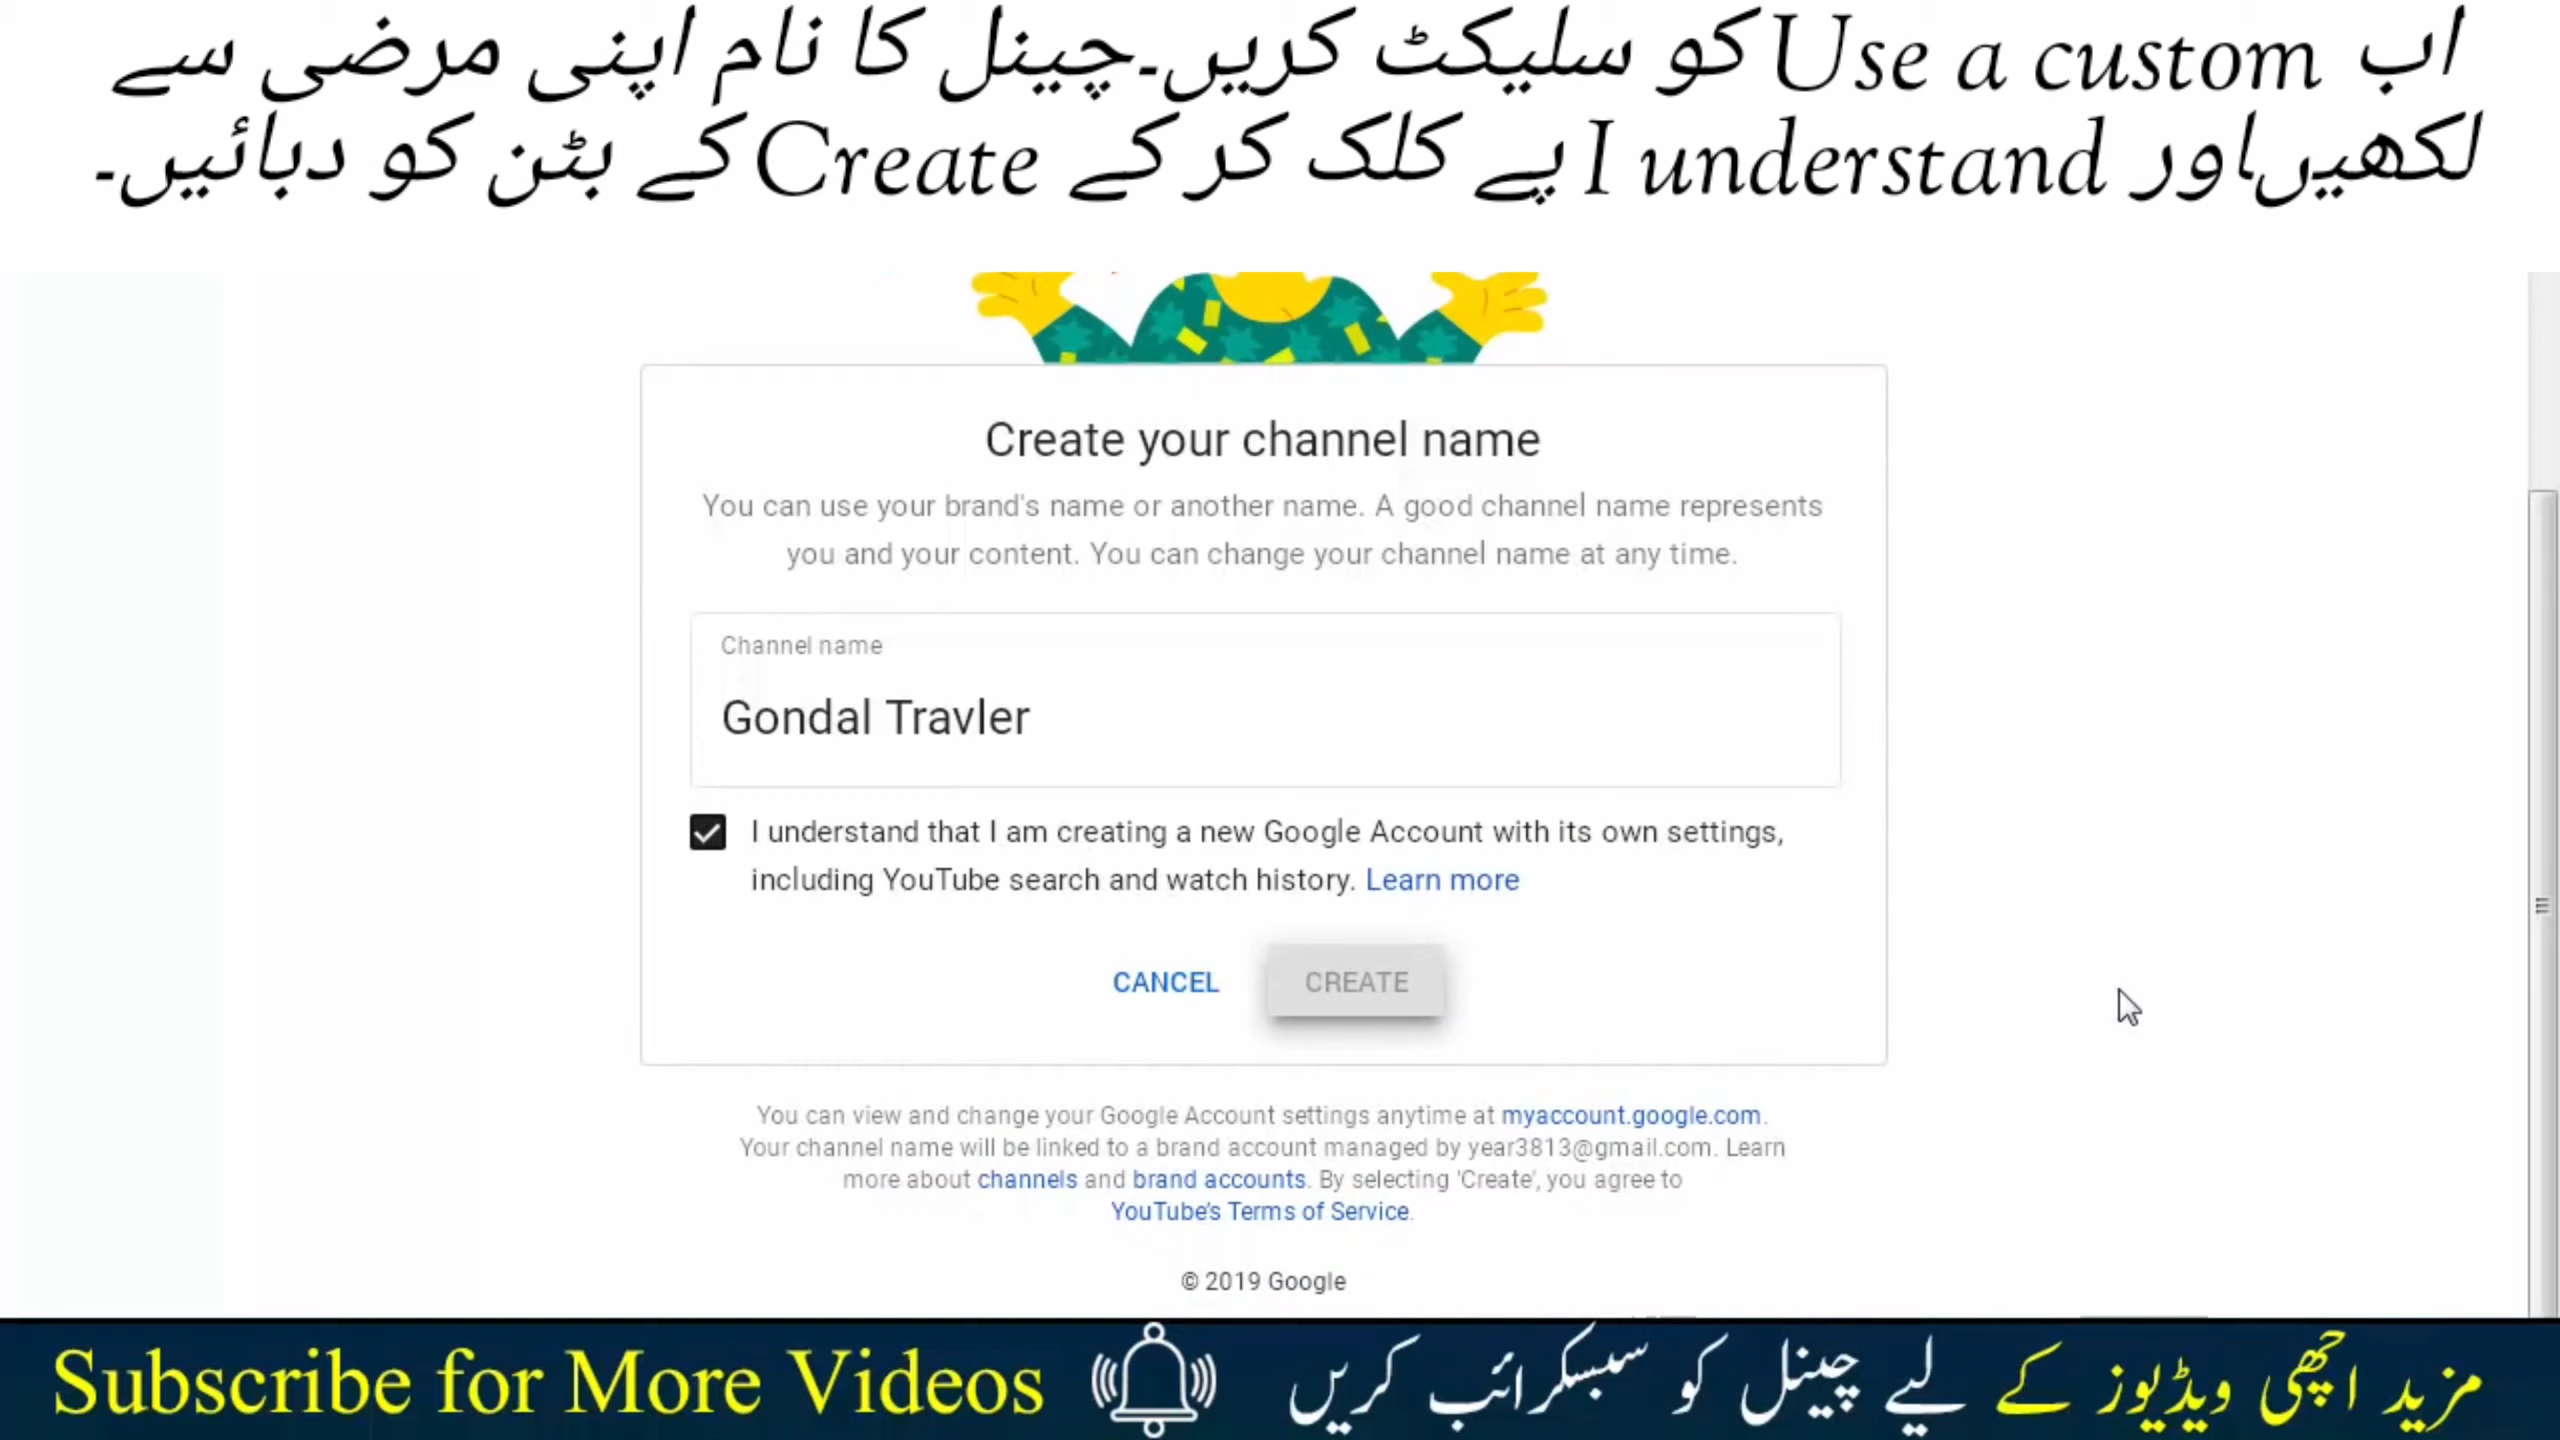 اب Use a custom کو سلیکٹ کریں۔چینل کا نام اپنی مرضی سے
لکھیں اور I understand پے کلک کر کے Create کے بٹن کو دبائیں۔
Create your channel name
You can use your brand's name or another name. A good channel name represents
you and your content. You can change your channel name at any time.
Channel name
Gondal Travler
I understand that I am creating a new Google Account with its own settings,
including YouTube search and watch history. Learn more
CANCEL CREATE
You can view and change your Google Account settings anytime at myaccount.google.com.
Your channel name will be linked to a brand account managed by year3813@gmail.com. Learn
more about channels and brand accounts. By selecting 'Create', you agree to
YouTube's Terms of Service.
© 2019 Google
Subscribe for More Videos مزید اچھی ویڈیوز کے لیے چینل کو سبسکرائب کریں